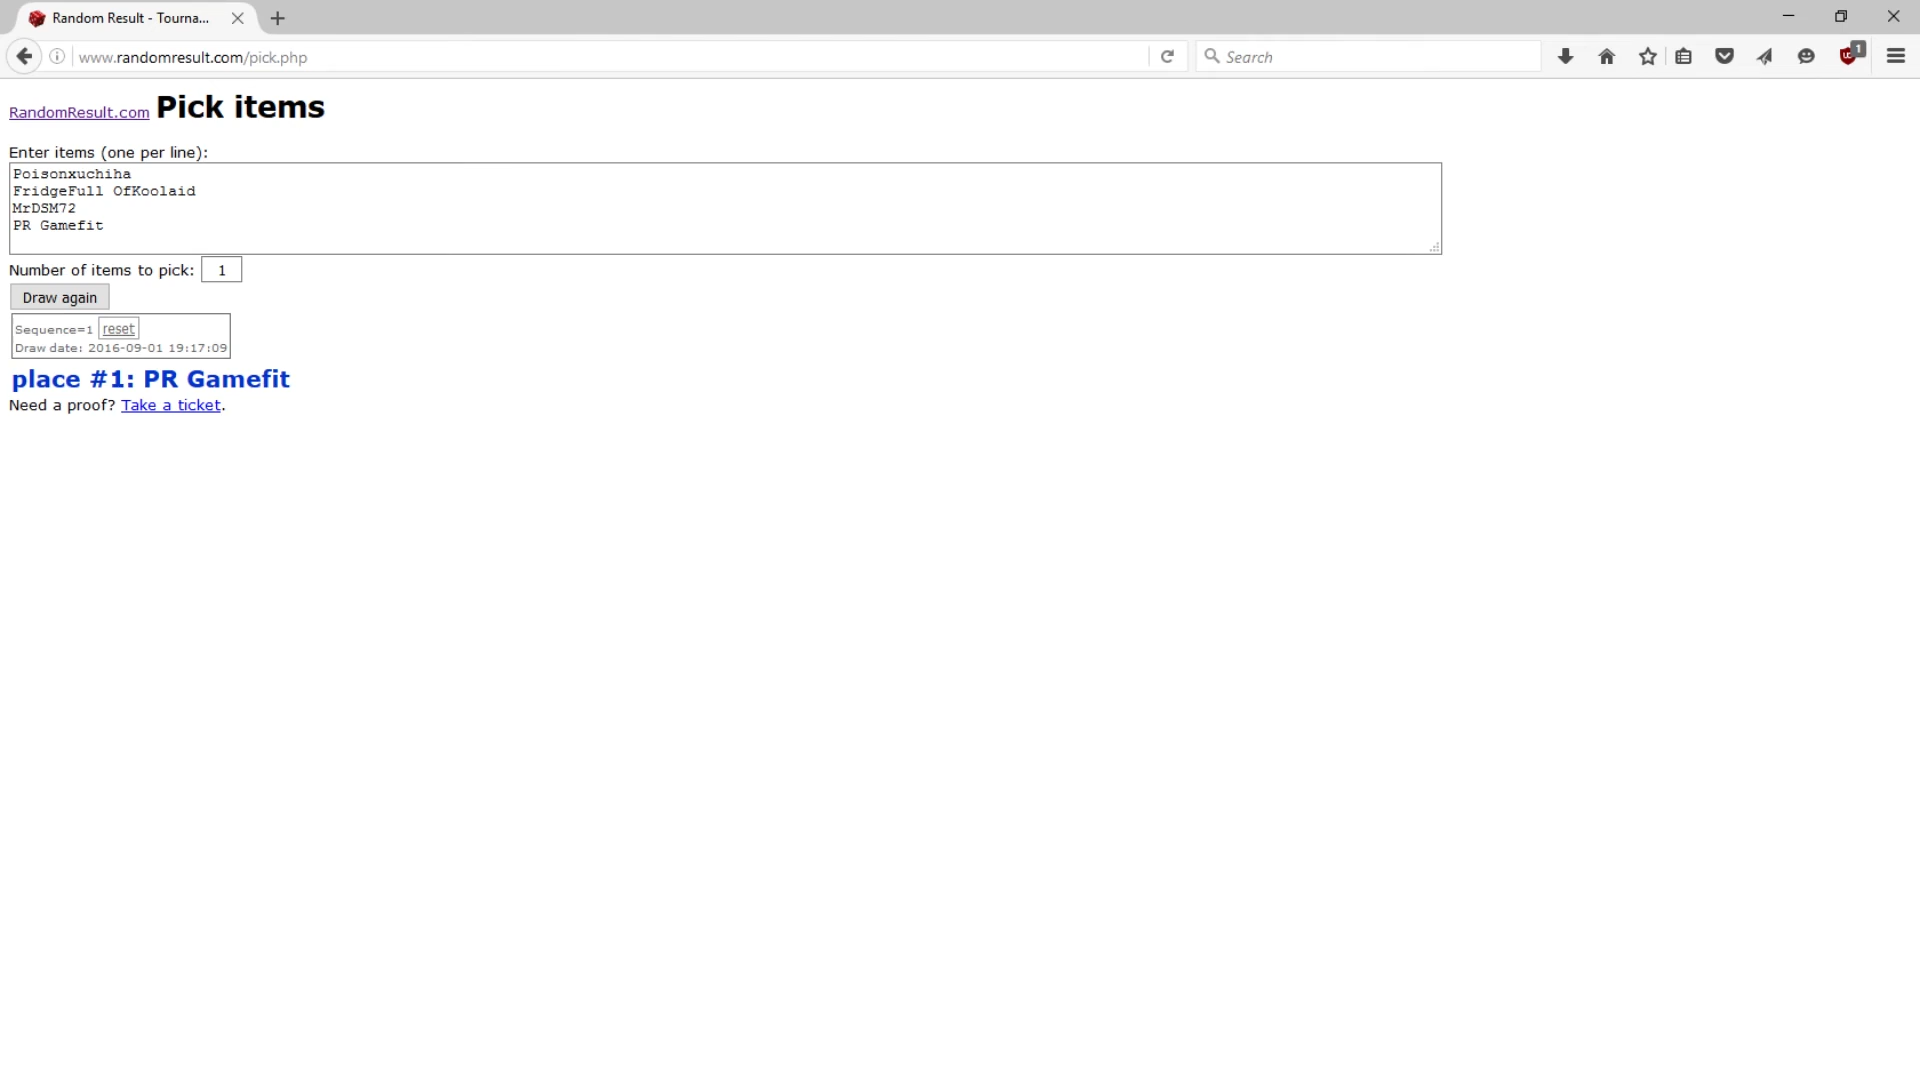 Random Result - Tourna...
www.randomresult.com/pick.php
Search
1
RandomResult.com Pick items
Enter items (one per line):
Poisonxuchiha
FridgeFull OfKoolaid
MrDSM72
PR Gamefit
Number of items to pick: 1
Draw again
Sequence=1 reset
Draw date: 2016-09-01 19:17:09
place #1: PR Gamefit
Need a proof? Take a ticket.